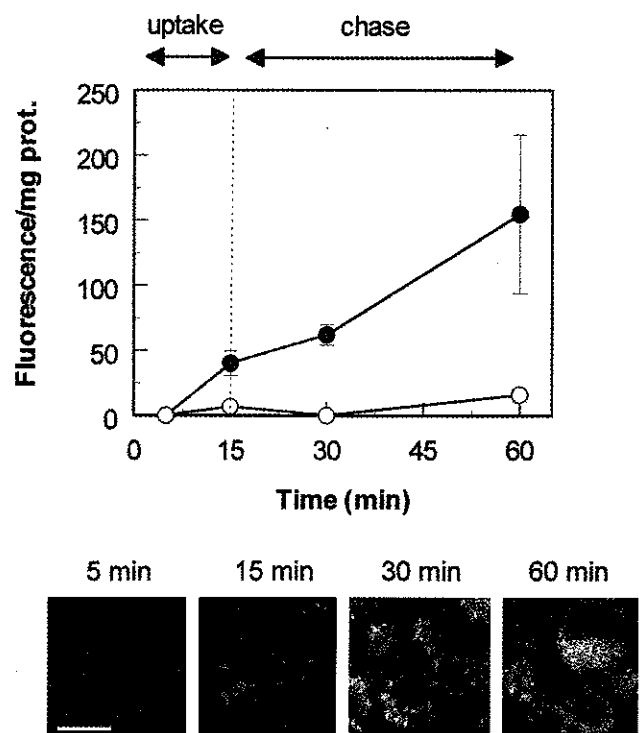 uptake chase
250
200
150
100
50
0
Fluorescence/mg prot.
0 15 30 45 60
Time (min)
5 min 15 min 30 min 60 min